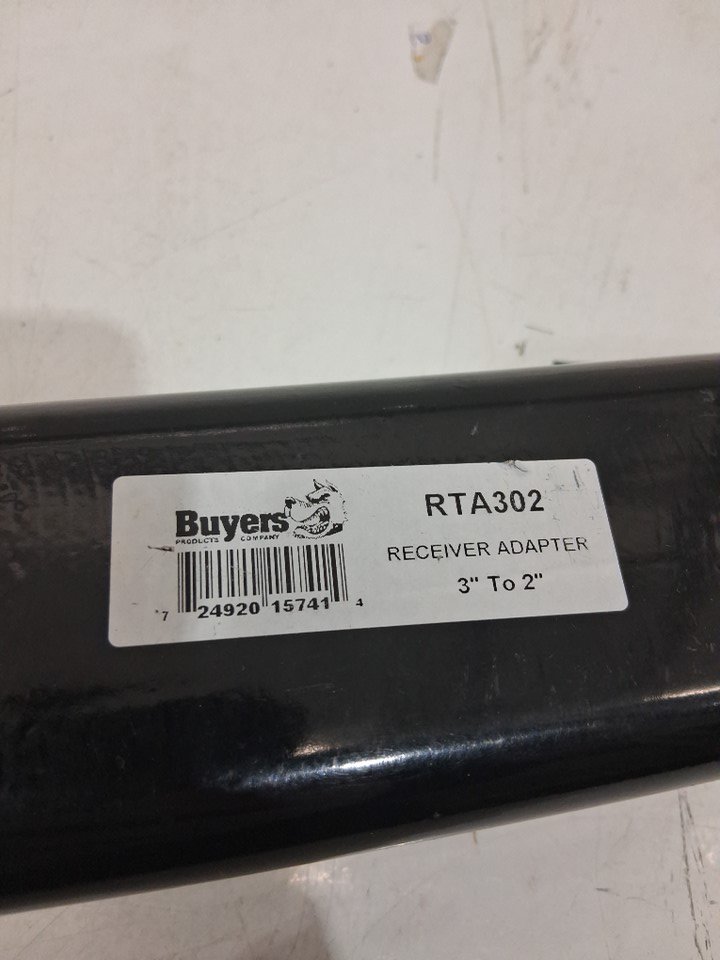 Buyers
PRODUCTS COMPANY
7 24920 15741 4
RTA302
RECEIVER ADAPTER
3" To 2"